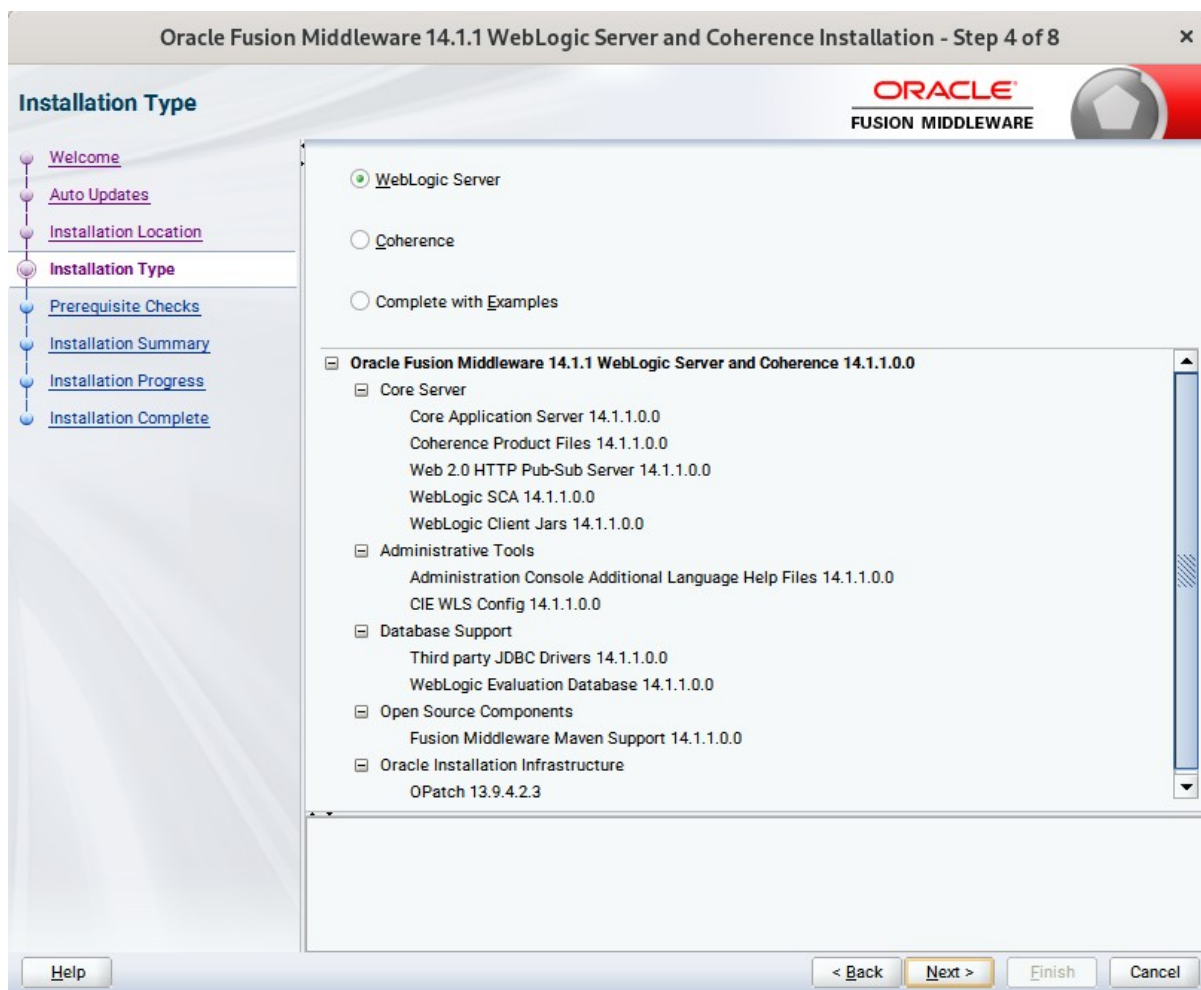 Oracle Fusion Middleware 14.1.1 WebLogic Server and Coherence Installation - Step 4 of 8
Installation Type
ORACLE
FUSION MIDDLEWARE
Welcome
Auto Updates
Installation Location
Installation Type
Prerequisite Checks
Installation Summary
Installation Progress
Installation Complete
WebLogic Server
Coherence
Complete with Examples
Oracle Fusion Middleware 14.1.1 WebLogic Server and Coherence 14.1.1.0.0
Core Server
Core Application Server 14.1.1.0.0
Coherence Product Files 14.1.1.0.0
Web 2.0 HTTP Pub-Sub Server 14.1.1.0.0
WebLogic SCA 14.1.1.0.0
WebLogic Client Jars 14.1.1.0.0
Administrative Tools
Administration Console Additional Language Help Files 14.1.1.0.0
CIE WLS Config 14.1.1.0.0
Database Support
Third party JDBC Drivers 14.1.1.0.0
WebLogic Evaluation Database 14.1.1.0.0
Open Source Components
Fusion Middleware Maven Support 14.1.1.0.0
Oracle Installation Infrastructure
OPatch 13.9.4.2.3
Help
< Back
Next >
Finish
Cancel